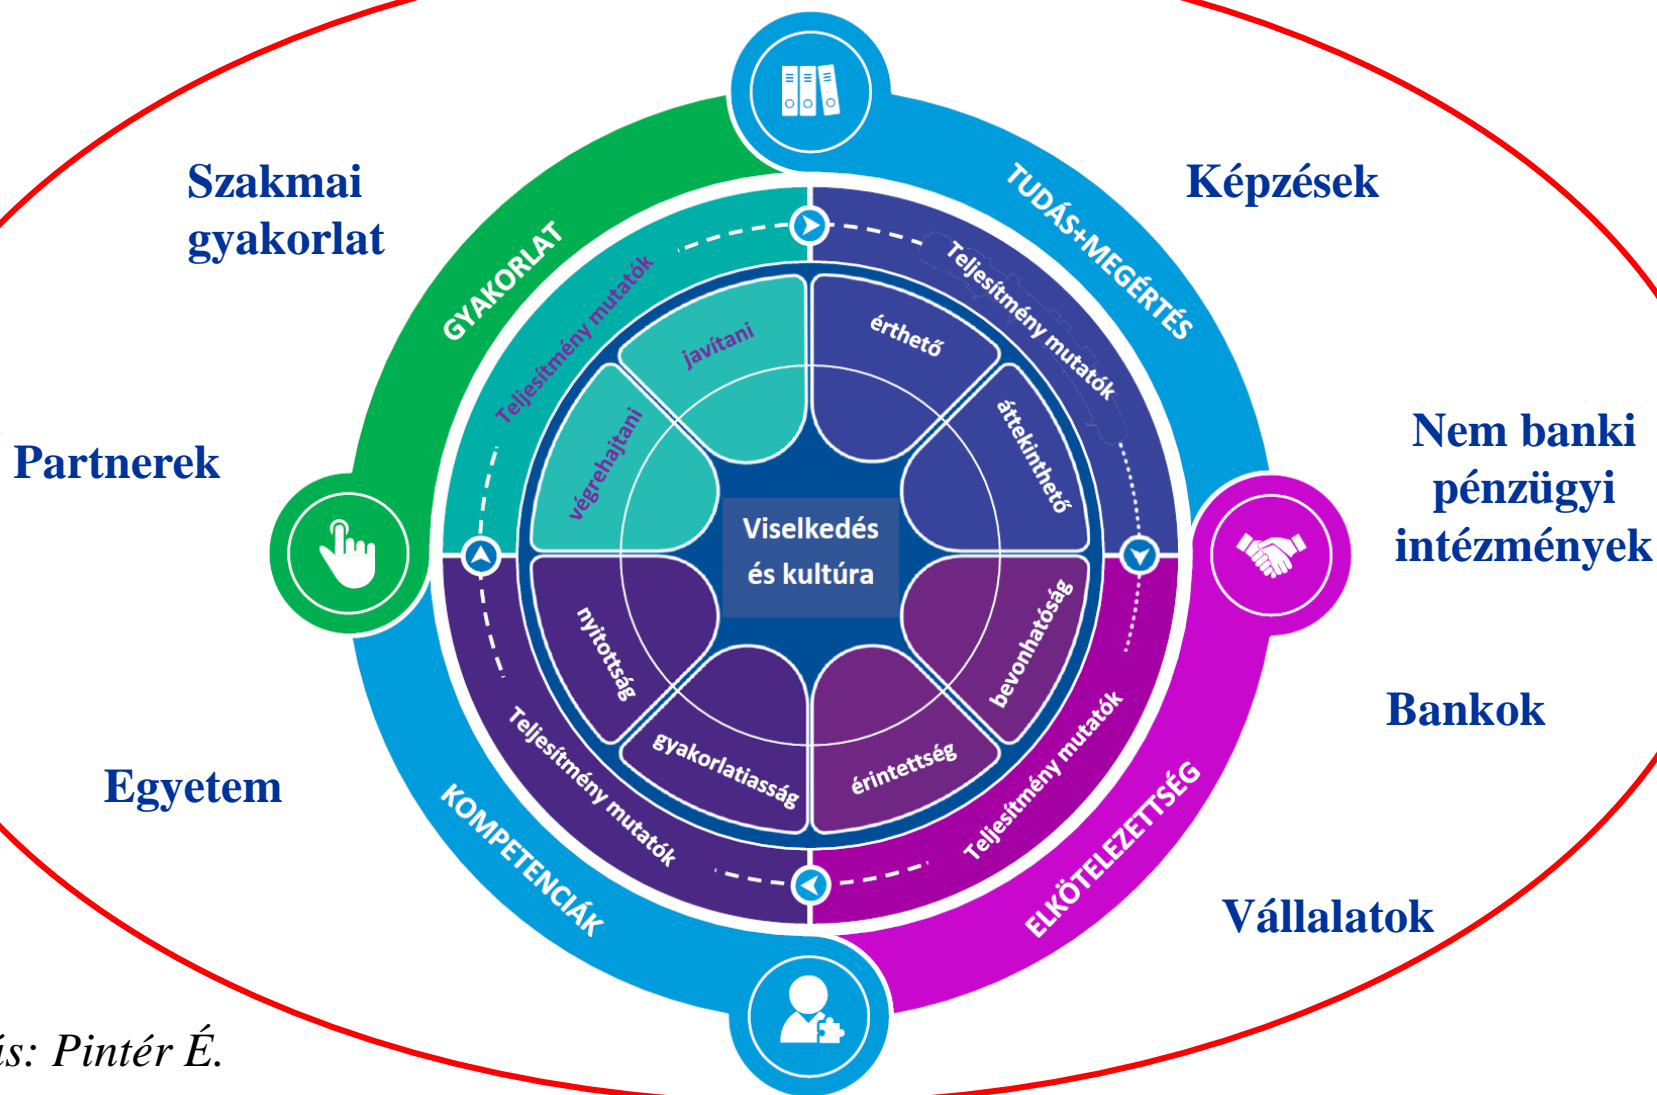 Szakmai
gyakorlat
Képzések
Partnerek
Nem banki
pénzügyi
intézmények
Egyetem
Bankok
Vállalatok
GYAKORLAT
TUDÁS+MEGÉRTÉS
ELKÖTELEZETTSÉG
KOMPETENCIÁK
Teljesítmény mutatók
Teljesítmény mutatók
Teljesítmény mutatók
Teljesítmény mutatók
javítani
érthető
áttekinthető
bevonhatóság
érintettség
gyakorlatiasság
nyitottság
végrehajtani
Viselkedés
és kultúra
Pintér É.